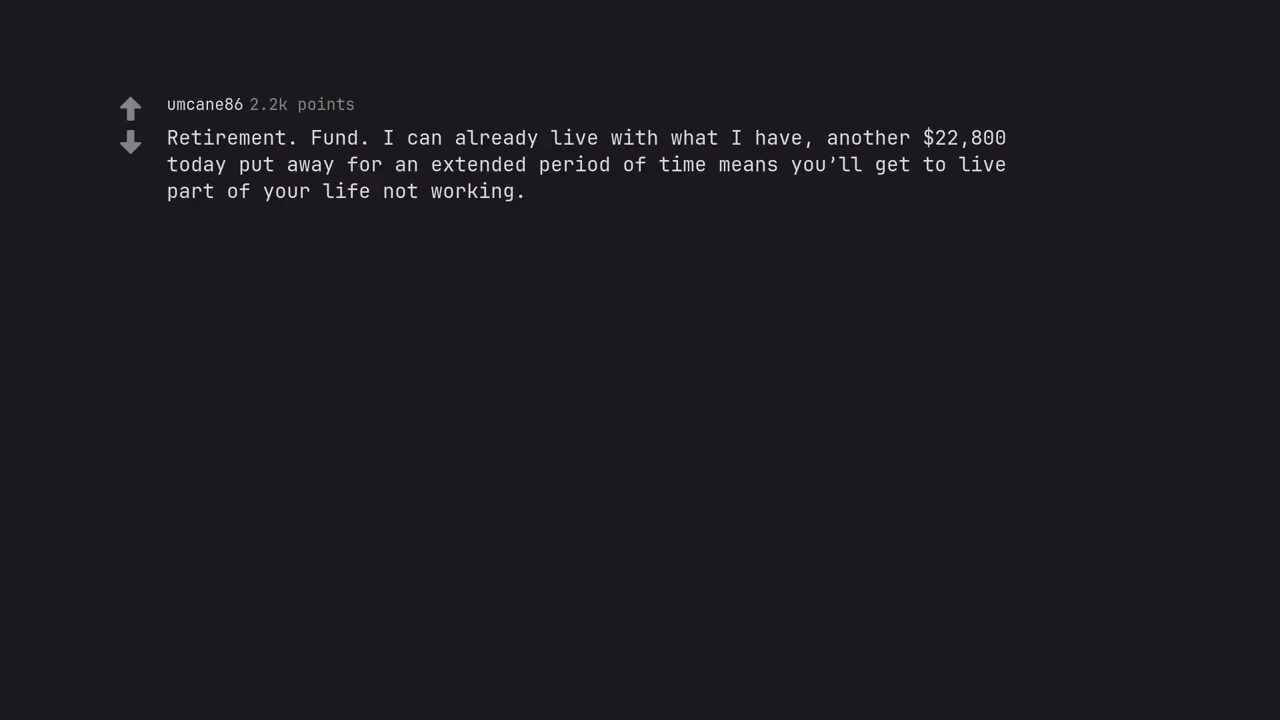 umcane86 2.2k points
Retirement. Fund. I can already live with what I have, another $22,800
today put away for an extended period of time means you’ll get to live
part of your life not working.